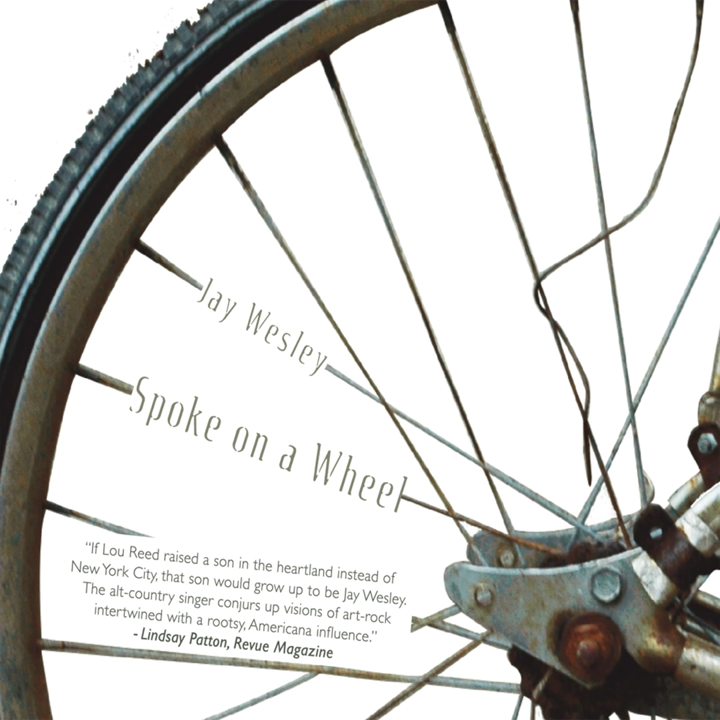 Jay Wesley
Spoke on a Wheel
“If Lou Reed raised a son in the heartland instead of
New York City, that son would grow up to be Jay Wesley.
The alt-country singer conjurs up visions of art-rock
intertwined with a rootsy, Americana influence.”
- Lindsay Patton, Revue Magazine